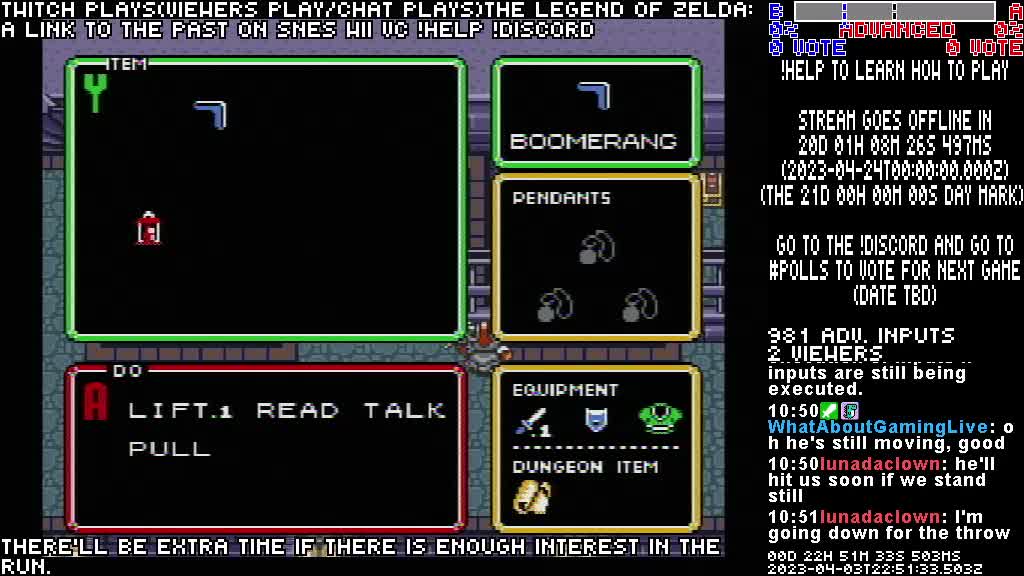 TWITCH PLAYS(VIEWERS PLAY/CHAT PLAYS)THE LEGEND OF ZELDA:
A LINK TO THE PAST ON SNES WII VC !HELP !DISCORD
B A
0% ADVANCED 0%
0 VOTE 0 VOTE
!HELP TO LEARN HOW TO PLAY
STREAM GOES OFFLINE IN
20D 01H 08M 26S 497MS
(2023-04-24T00:00:00.000Z)
(THE 21D 00H 00M 00S DAY MARK)
GO TO THE !DISCORD AND GO TO
#POLLS TO VOTE FOR NEXT GAME
(DATE TBD)
981 ADV. INPUTS
2 VIEWERS
inputs are still being
executed.
10:50
WhatAboutGamingLive: o
h he's still moving, good
10:50lunadaclown: he'll
hit us soon if we stand
still
10:51lunadaclown: I'm
going down for the throw
00D 22H 51M 33S 503MS
2023-04-03T22:51:33.503Z
ITEM
Y
BOOMERANG
PENDANTS
DO
A
LIFT.1 READ TALK
PULL
EQUIPMENT
.1
DUNGEON ITEM
THERE'LL BE EXTRA TIME IF THERE IS ENOUGH INTEREST IN THE
RUN.